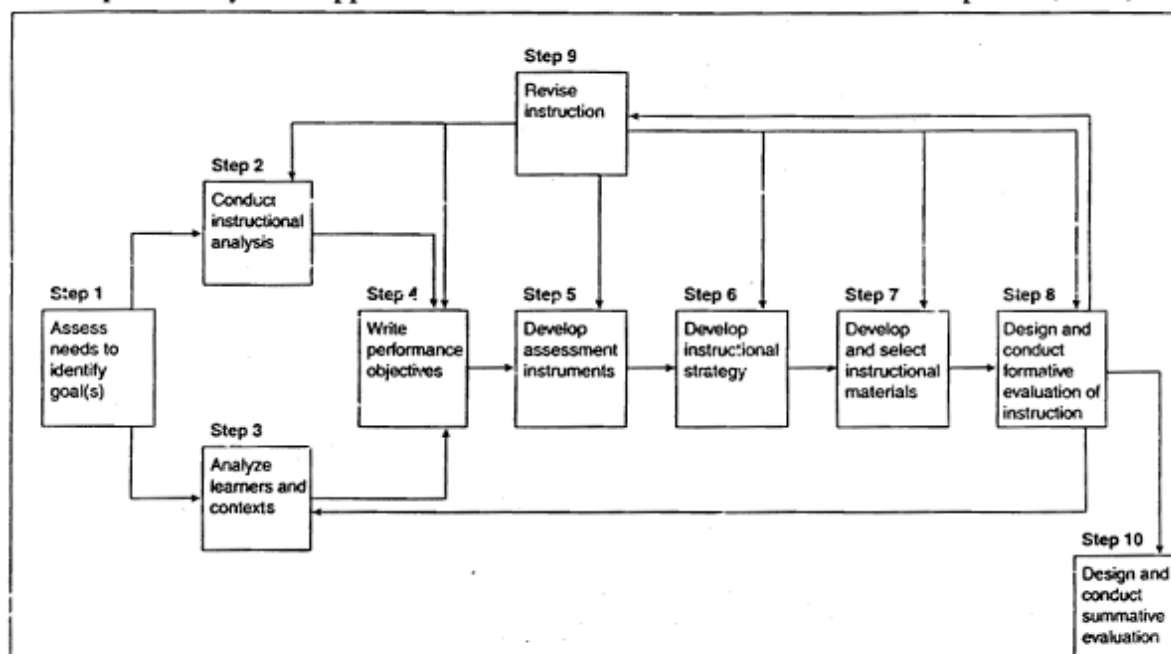 Step 9
Revise
instruction
Step 2
Conduct
instructional
analysis
Step 1
Assess
needs to
identify
goal(s)
Step 3
Analyze
learners and
contexts
Step 4
Write
performance
objectives
Step 5
Develop
assessment
instruments
Step 6
Develop
instructional
strategy
Step 7
Develop
and select
instructional
materials
Step 8
Design and
conduct
formative
evaluation of
instruction
Step 10
Design and
conduct
summative
evaluation